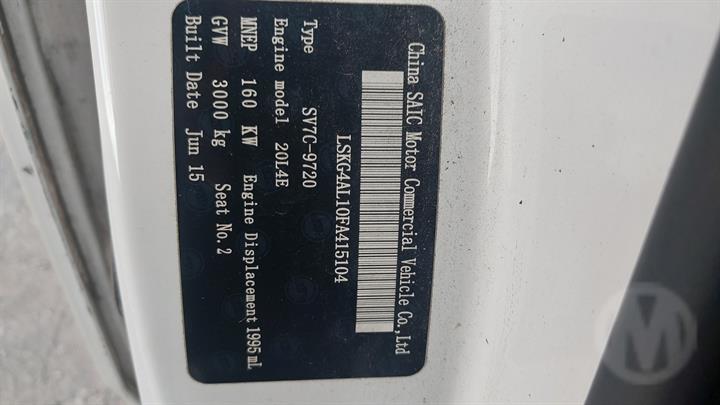 China SAIC Motor Commercial Vehicle Co.,Ltd
LSKG4AL10FA415104
Type SV7C-9720
Engine model 20L4E
MNEP 160 KW Engine Displacement 1995mL
GVW 3000 kg Seat No. 2
Built Date Jun 15
M